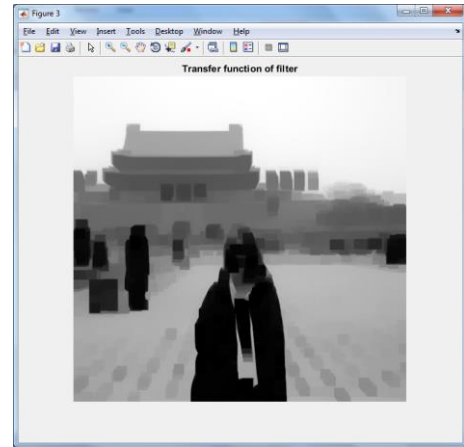 Figure 3
File Edit View Insert Tools Desktop Window Help
Transfer function of filter